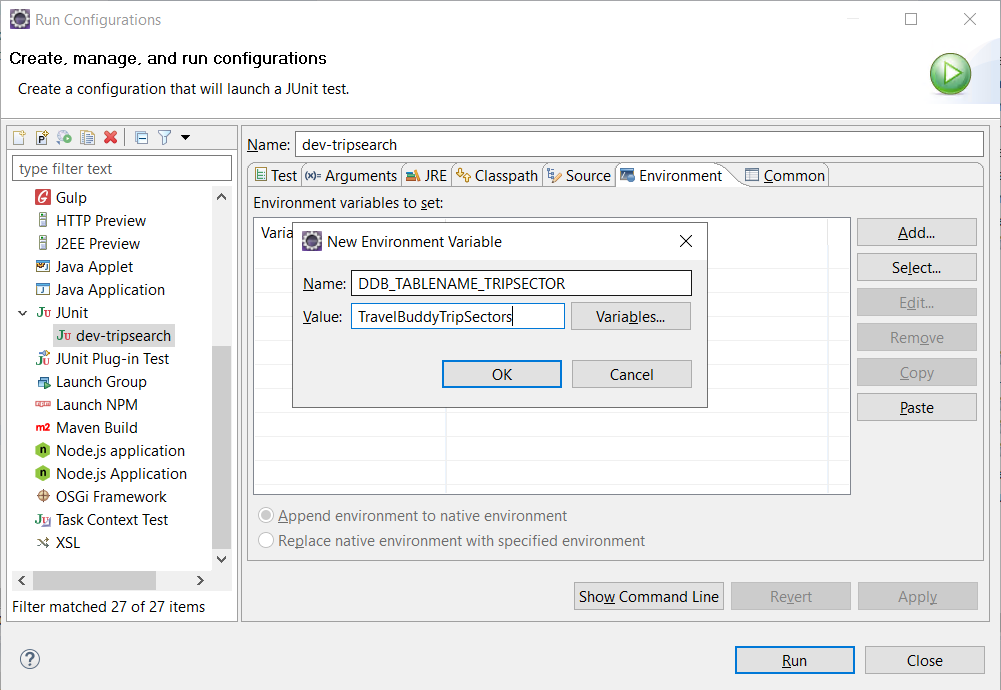 Run Configurations
Create, manage, and run configurations
Create a configuration that will launch a JUnit test.
type filter text
Gulp
HTTP Preview
J2EE Preview
Java Applet
Java Application
JUnit
dev-tripsearch
JUnit Plug-in Test
Launch Group
Launch NPM
Maven Build
Node.js application
Node.js Application
OSGi Framework
Task Context Test
XSL
Filter matched 27 of 27 items
Name: dev-tripsearch
Test Arguments JRE Classpath Source Environment Common
Environment variables to set:
Varia
New Environment Variable
Name: DDB_TABLENAME_TRIPSECTOR
Value: TravelBuddyTripSectors Variables...
OK Cancel
Add...
Select...
Edit...
Remove
Copy
Paste
Append environment to native environment
Replace native environment with specified environment
Show Command Line Revert Apply
Run Close